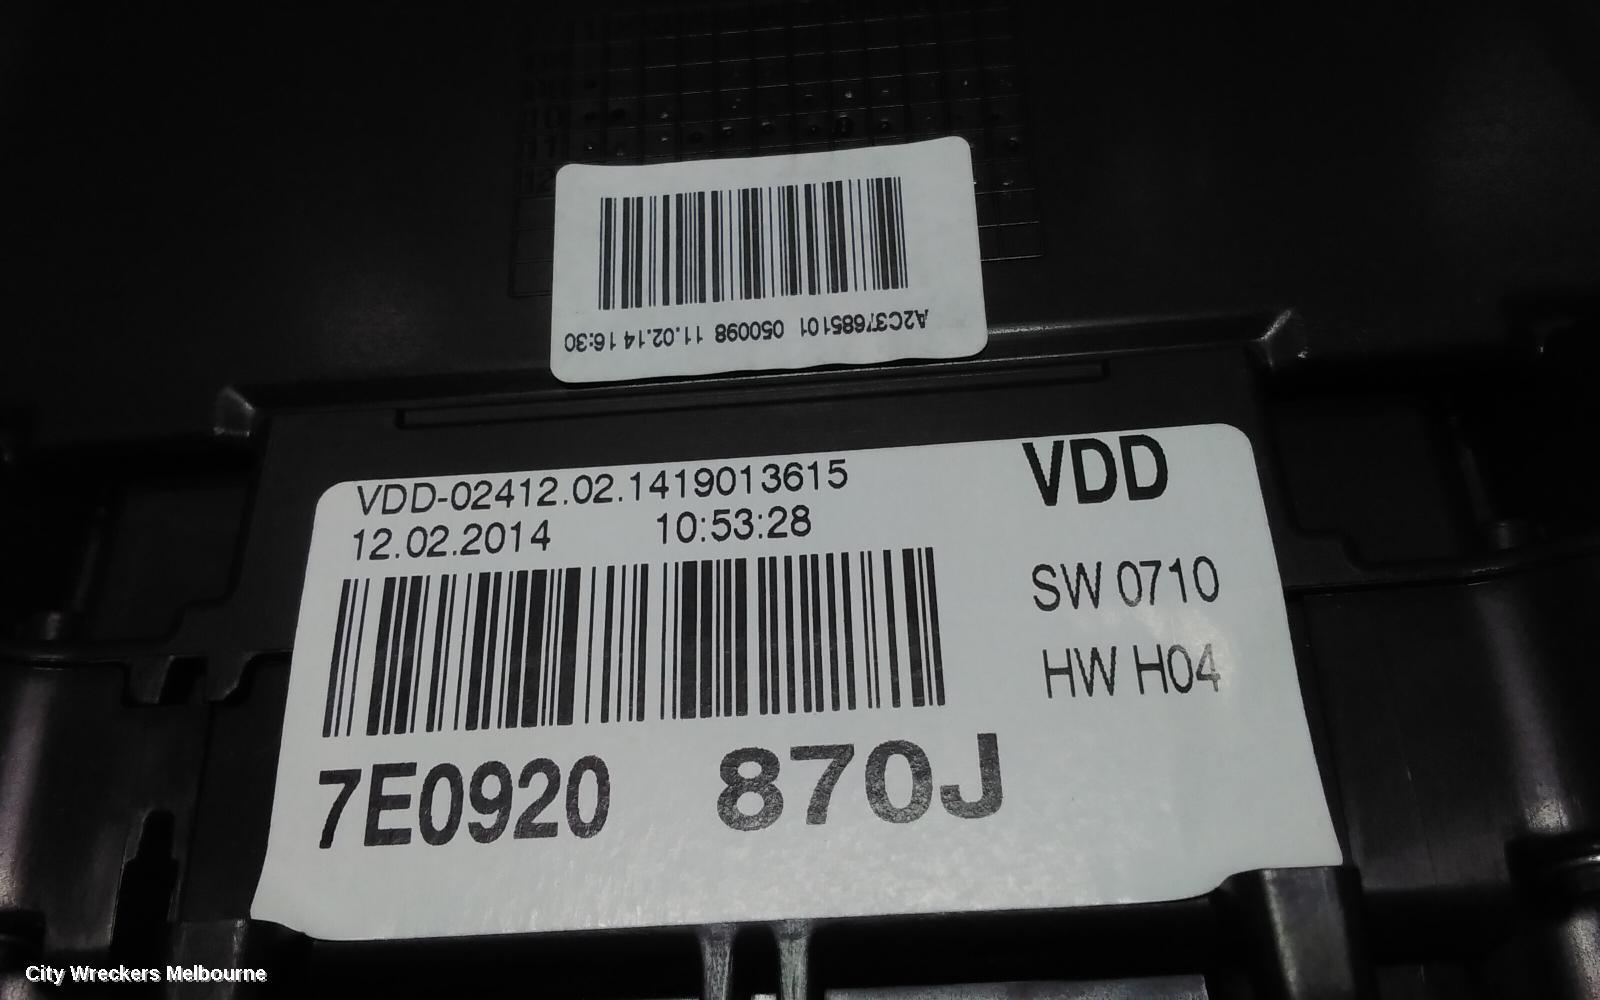 A2C37685101 050098 11.02.14 16:30
VDD-02412.02.1419013615
12.02.2014 10:53:28
VDD
SW 0710
HW H04
7E0920 870J
City Wreckers Melbourne